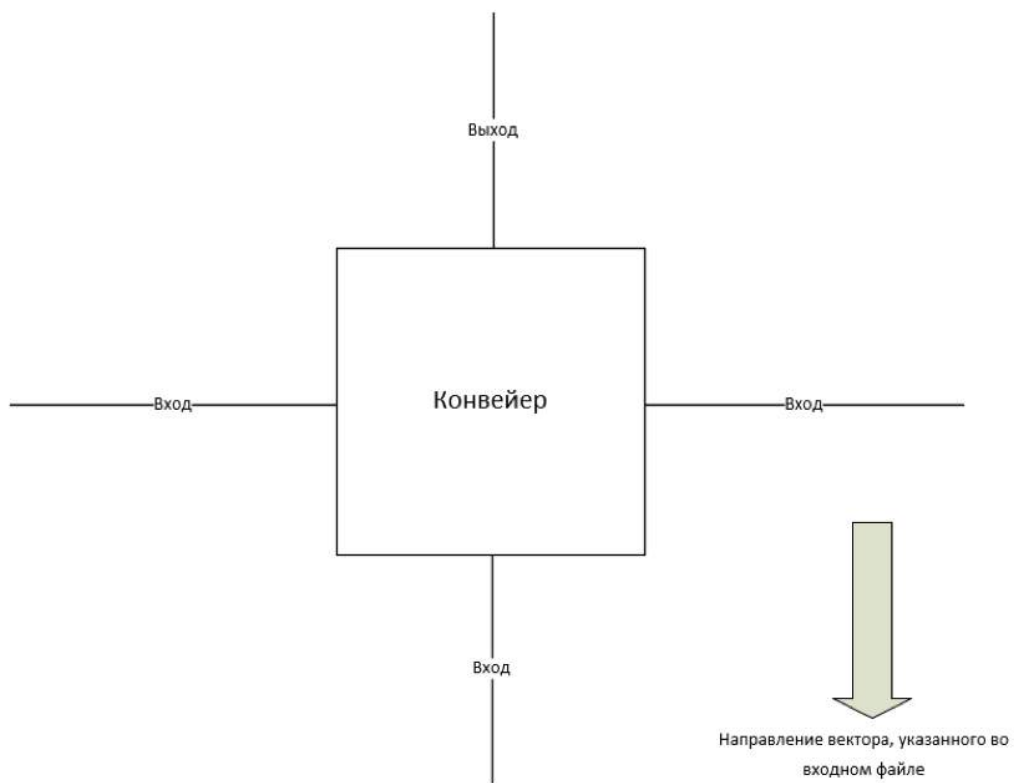 Выход
Вход
Конвейер
Вход
Вход
Направление вектора, указанного во
входном файле